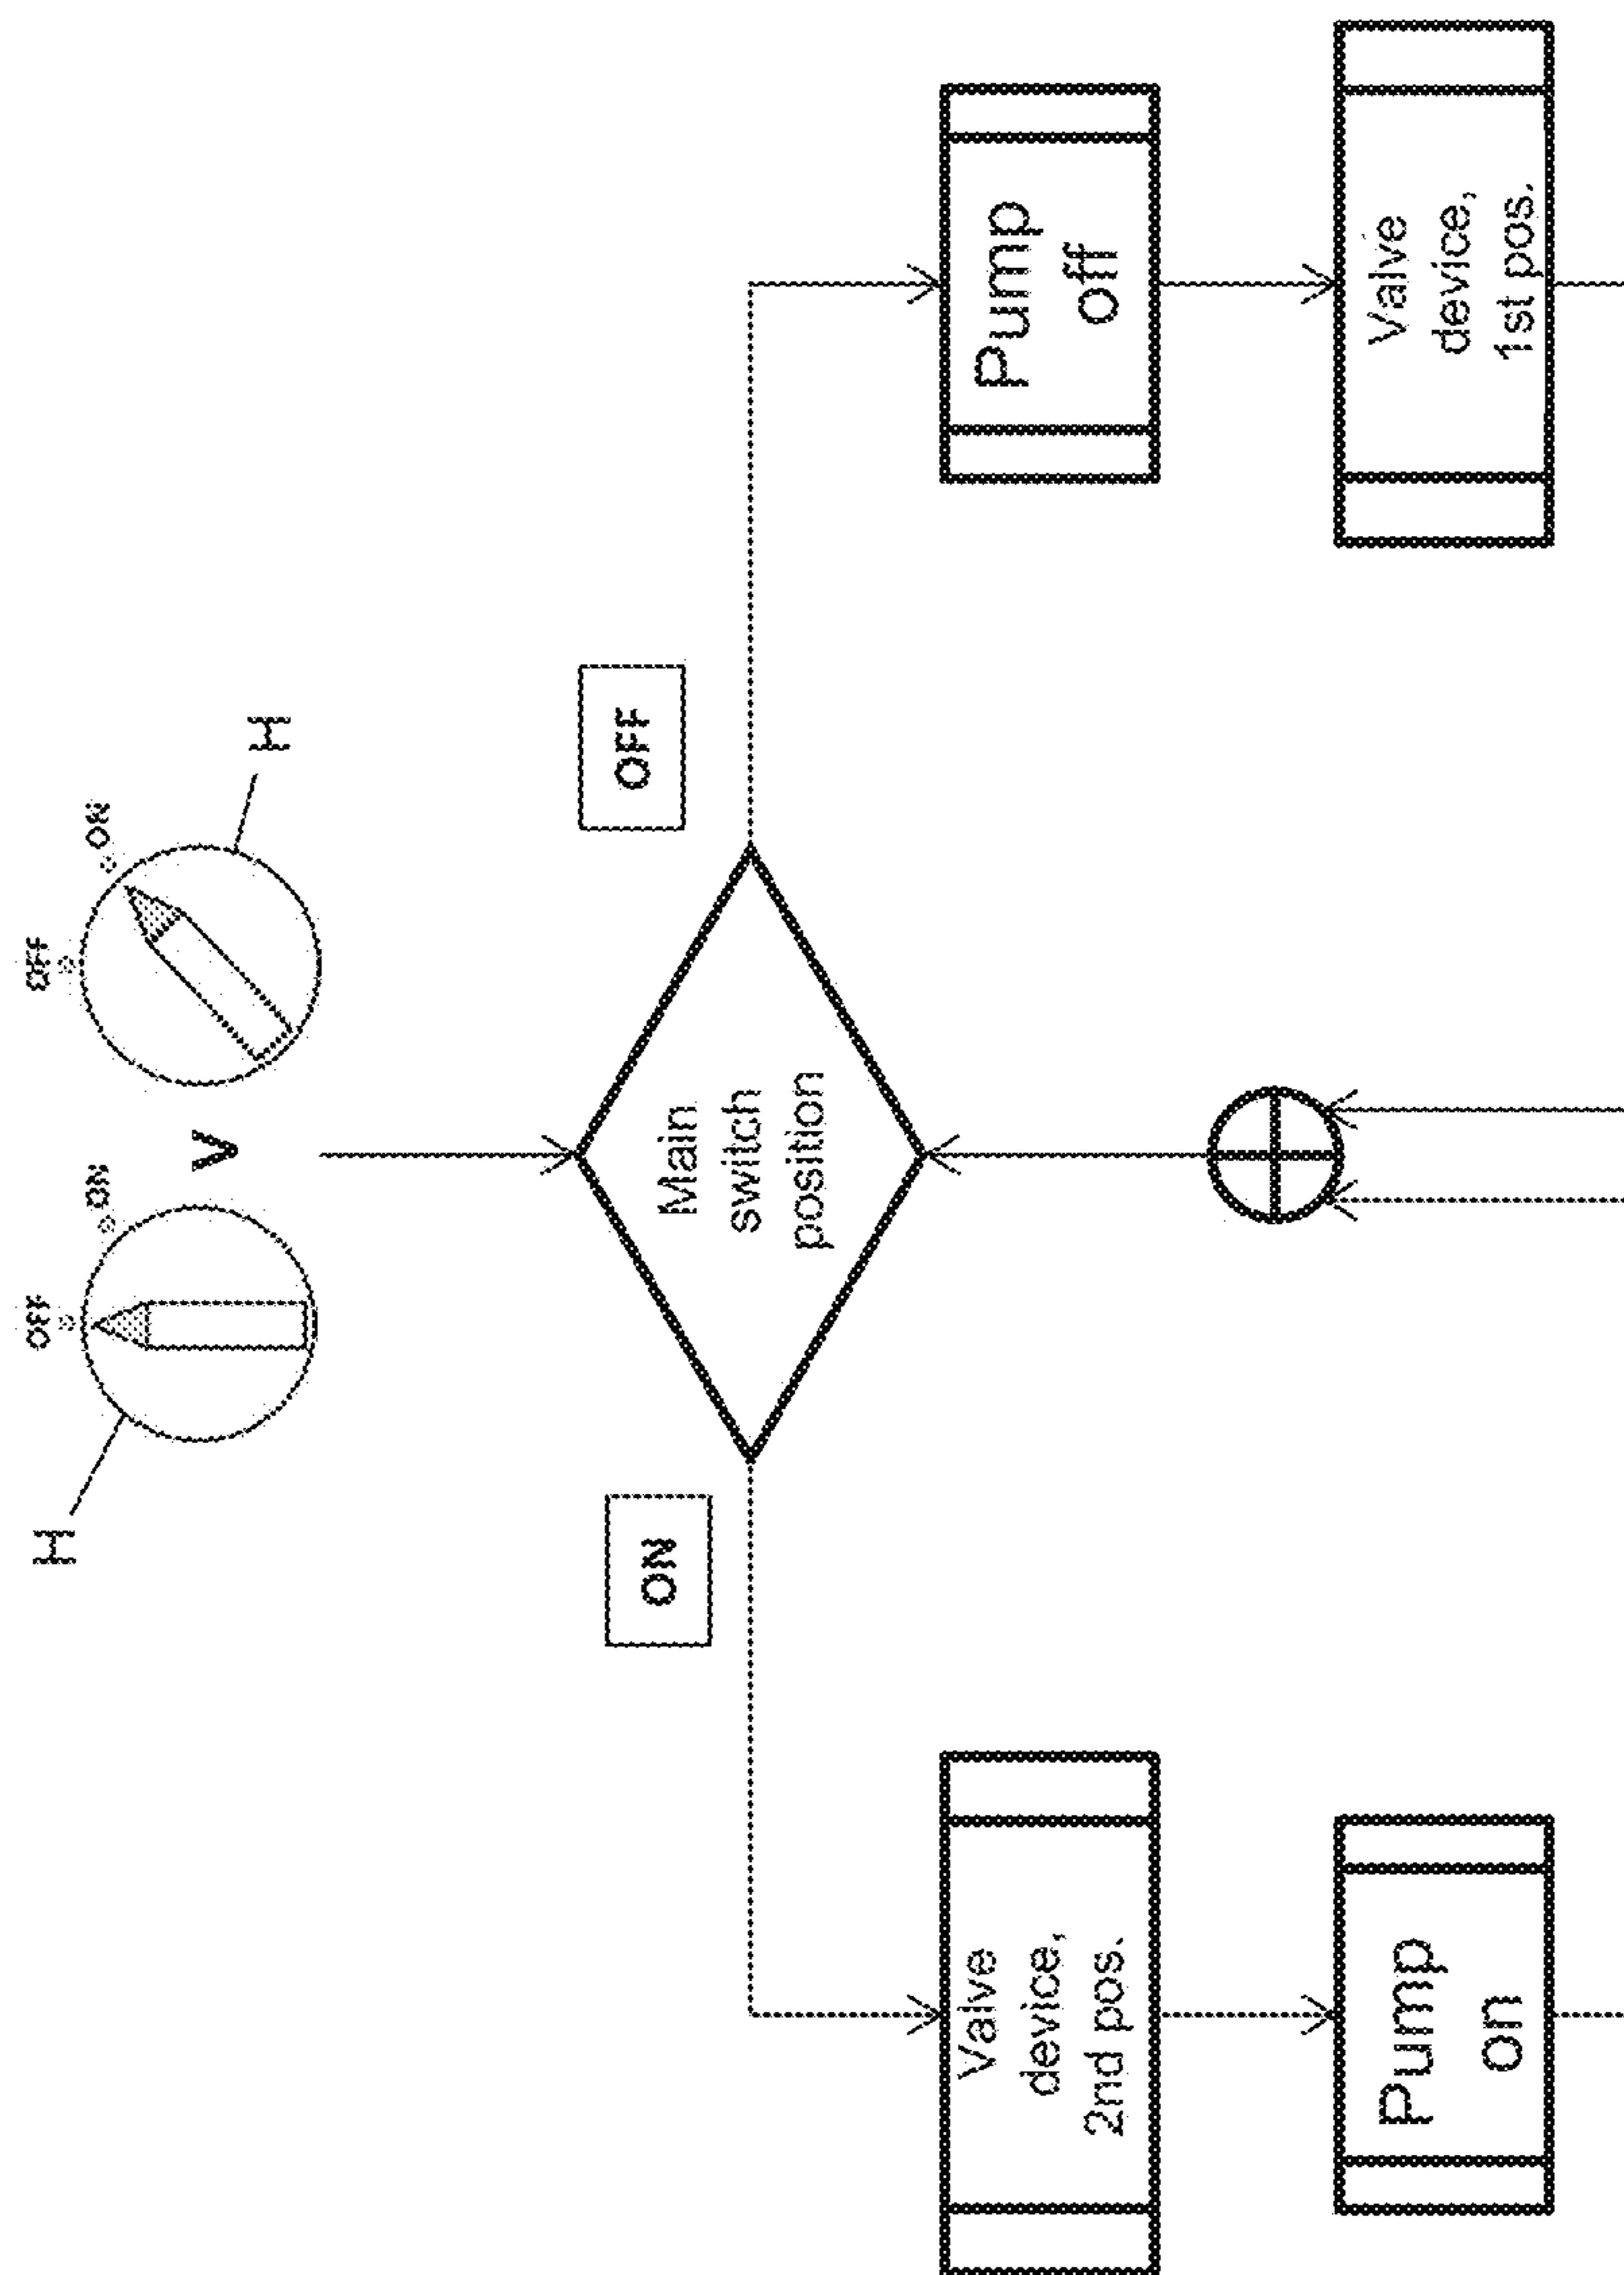 H
OFF
ON
V
OFF
ON
H
Main
switch
position
ON
OFF
Valve
device,
2nd pos.
Pump
off
Pump
on
Valve
device,
1st pos.